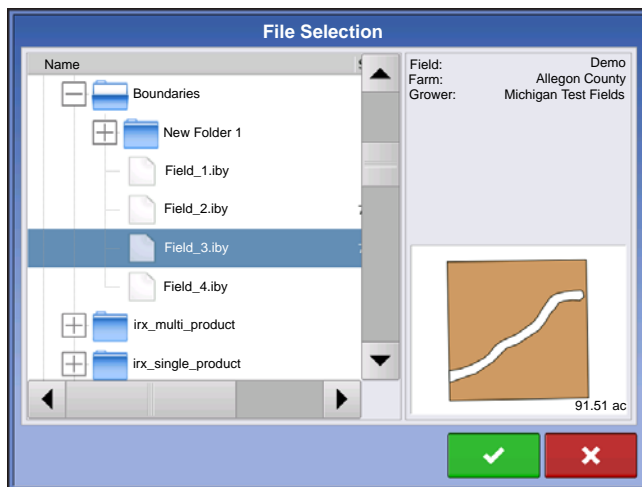 File Selection
Name
Boundaries
New Folder 1
Field_1.iby
Field_2.iby
Field_3.iby
Field_4.iby
irx_multi_product
irx_single_product
Field: Demo
Farm: Allegon County
Grower: Michigan Test Fields
91.51 ac